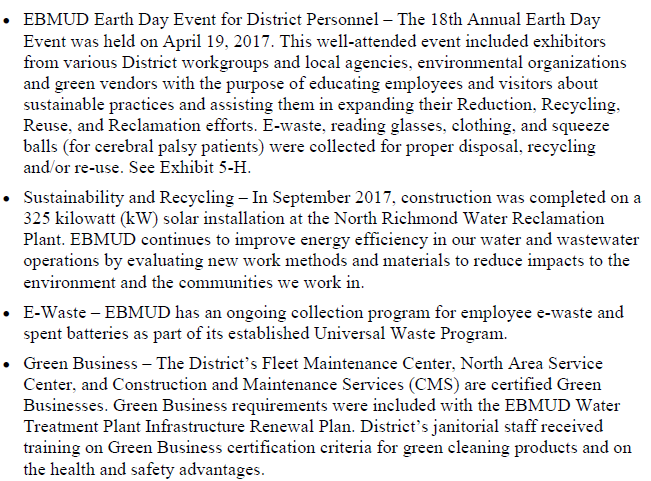 • EBMUD Earth Day Event for District Personnel – The 18th Annual Earth Day
Event was held on April 19, 2017. This well-attended event included exhibitors
from various District workgroups and local agencies, environmental organizations
and green vendors with the purpose of educating employees and visitors about
sustainable practices and assisting them in expanding their Reduction, Recycling,
Reuse, and Reclamation efforts. E-waste, reading glasses, clothing, and squeeze
balls (for cerebral palsy patients) were collected for proper disposal, recycling
and/or re-use. See Exhibit 5-H.
• Sustainability and Recycling – In September 2017, construction was completed on a
325 kilowatt (kW) solar installation at the North Richmond Water Reclamation
Plant. EBMUD continues to improve energy efficiency in our water and wastewater
operations by evaluating new work methods and materials to reduce impacts to the
environment and the communities we work in.
• E-Waste – EBMUD has an ongoing collection program for employee e-waste and
spent batteries as part of its established Universal Waste Program.
• Green Business – The District’s Fleet Maintenance Center, North Area Service
Center, and Construction and Maintenance Services (CMS) are certified Green
Businesses. Green Business requirements were included with the EBMUD Water
Treatment Plant Infrastructure Renewal Plan. District’s janitorial staff received
training on Green Business certification criteria for green cleaning products and on
the health and safety advantages.